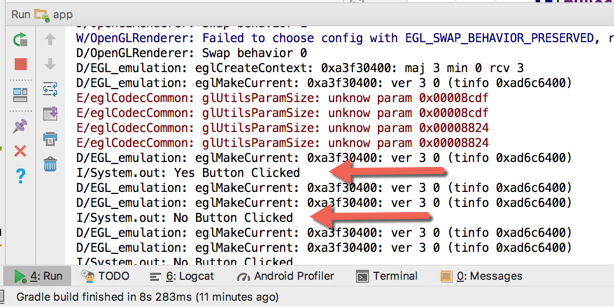 Run app
D/OpenGLRenderer: Swap behavior 1
W/OpenGLRenderer: Failed to choose config with EGL_SWAP_BEHAVIOR_PRESERVED, r
D/OpenGLRenderer: Swap behavior 0
D/EGL_emulation: eglCreateContext: 0xa3f30400: maj 3 min 0 rcv 3
D/EGL_emulation: eglMakeCurrent: 0xa3f30400: ver 3 0 (tinfo 0xad6c6400)
E/eglCodecCommon: glUtilsParamSize: unknow param 0x00008cdf
E/eglCodecCommon: glUtilsParamSize: unknow param 0x00008cdf
E/eglCodecCommon: glUtilsParamSize: unknow param 0x00008824
E/eglCodecCommon: glUtilsParamSize: unknow param 0x00008824
D/EGL_emulation: eglMakeCurrent: 0xa3f30400: ver 3 0 (tinfo 0xad6c6400)
I/System.out: Yes Button Clicked
D/EGL_emulation: eglMakeCurrent: 0xa3f30400: ver 3 0 (tinfo 0xad6c6400)
D/EGL_emulation: eglMakeCurrent: 0xa3f30400: ver 3 0 (tinfo 0xad6c6400)
I/System.out: No Button Clicked
D/EGL_emulation: eglMakeCurrent: 0xa3f30400: ver 3 0 (tinfo 0xad6c6400)
D/EGL_emulation: eglMakeCurrent: 0xa3f30400: ver 3 0 (tinfo 0xad6c6400)
I/System.out: No Button Clicked
4: Run TODO 6: Logcat Android Profiler Terminal 0: Messages
Gradle build finished in 8s 283ms (11 minutes ago)